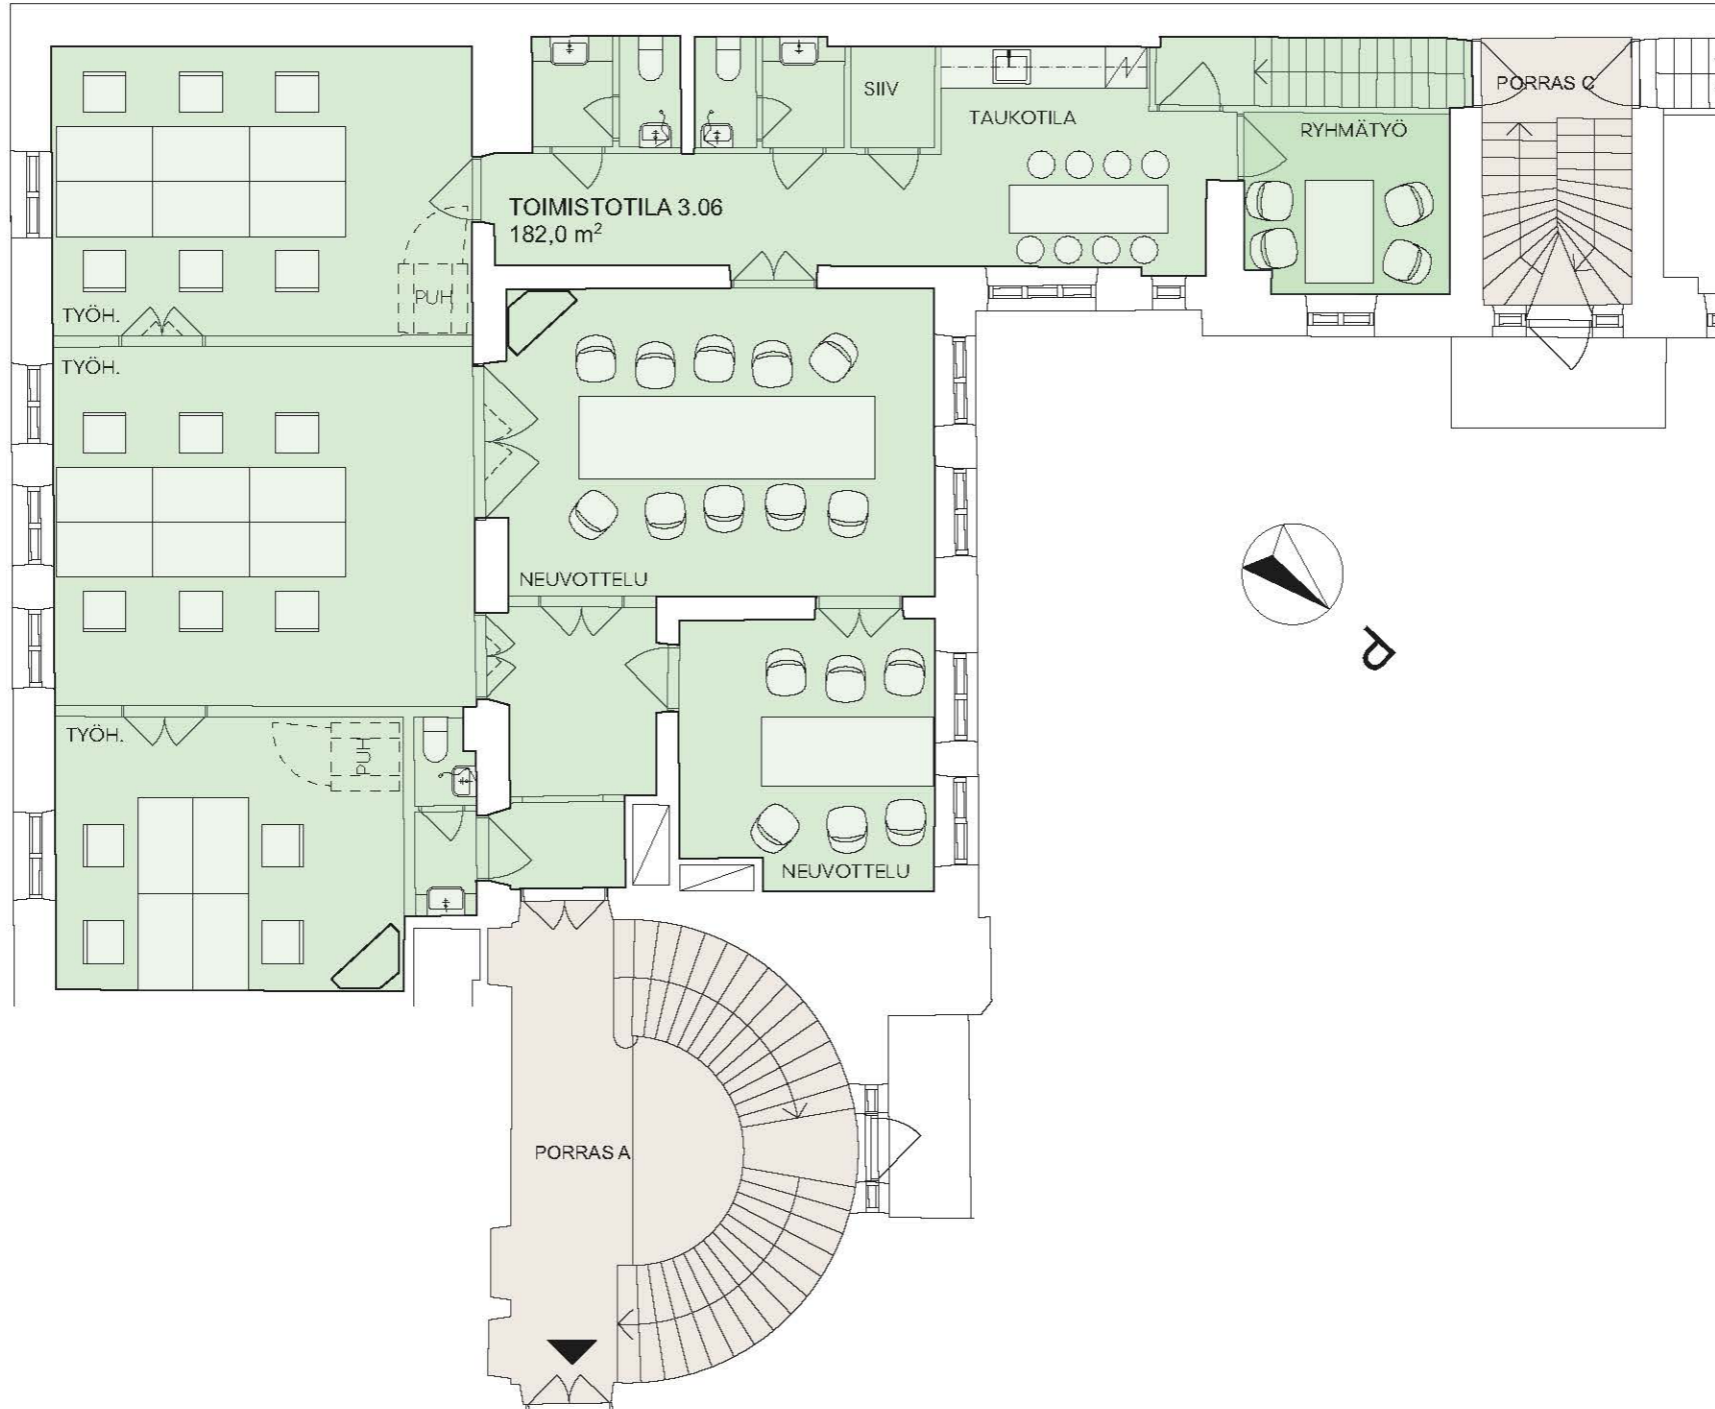 SIIV
PORRAS C
TAUKOTILA
RYHMÄTYÖ
TOIMISTOTILA 3.06
182,0 m²
PUH
TYÖH.
TYÖH.
NEUVOTTELU
P
TYÖH.
PUH
NEUVOTTELU
PORRAS A